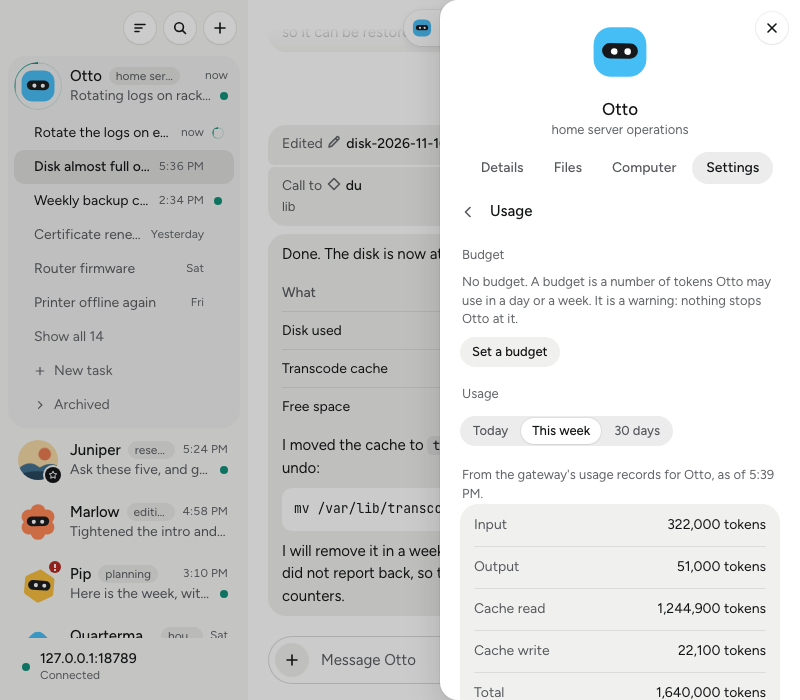 Otto home ser... now
Rotating logs on rack...
Rotate the logs on e... now
Disk almost full o... 5:36 PM
Weekly backup c... 2:34 PM
Certificate rene... Yesterday
Router firmware Sat
Printer offline again Fri
Show all 14
New task
Archived
Juniper rese... 5:24 PM
Ask these five, and g...
Marlow editi... 4:58 PM
Tightened the intro and...
Pip planning 3:10 PM
Here is the week, wit...
Quarterma hou... Sat
127.0.0.1:18789
Connected
so it can be restor
Edited disk-2026-11-1
Call to du
lib
Done. The disk is now at
What
Disk used
Transcode cache
Free space
I moved the cache to t
undo:
mv /var/lib/transco
I will remove it in a week
did not report back, so t
counters.
Message Otto
Otto
home server operations
Details Files Computer Settings
Usage
Budget
No budget. A budget is a number of tokens Otto may
use in a day or a week. It is a warning: nothing stops
Otto at it.
Set a budget
Usage
Today This week 30 days
From the gateway's usage records for Otto, as of 5:39
PM.
Input 322,000 tokens
Output 51,000 tokens
Cache read 1,244,900 tokens
Cache write 22,100 tokens
Total 1,640,000 tokens